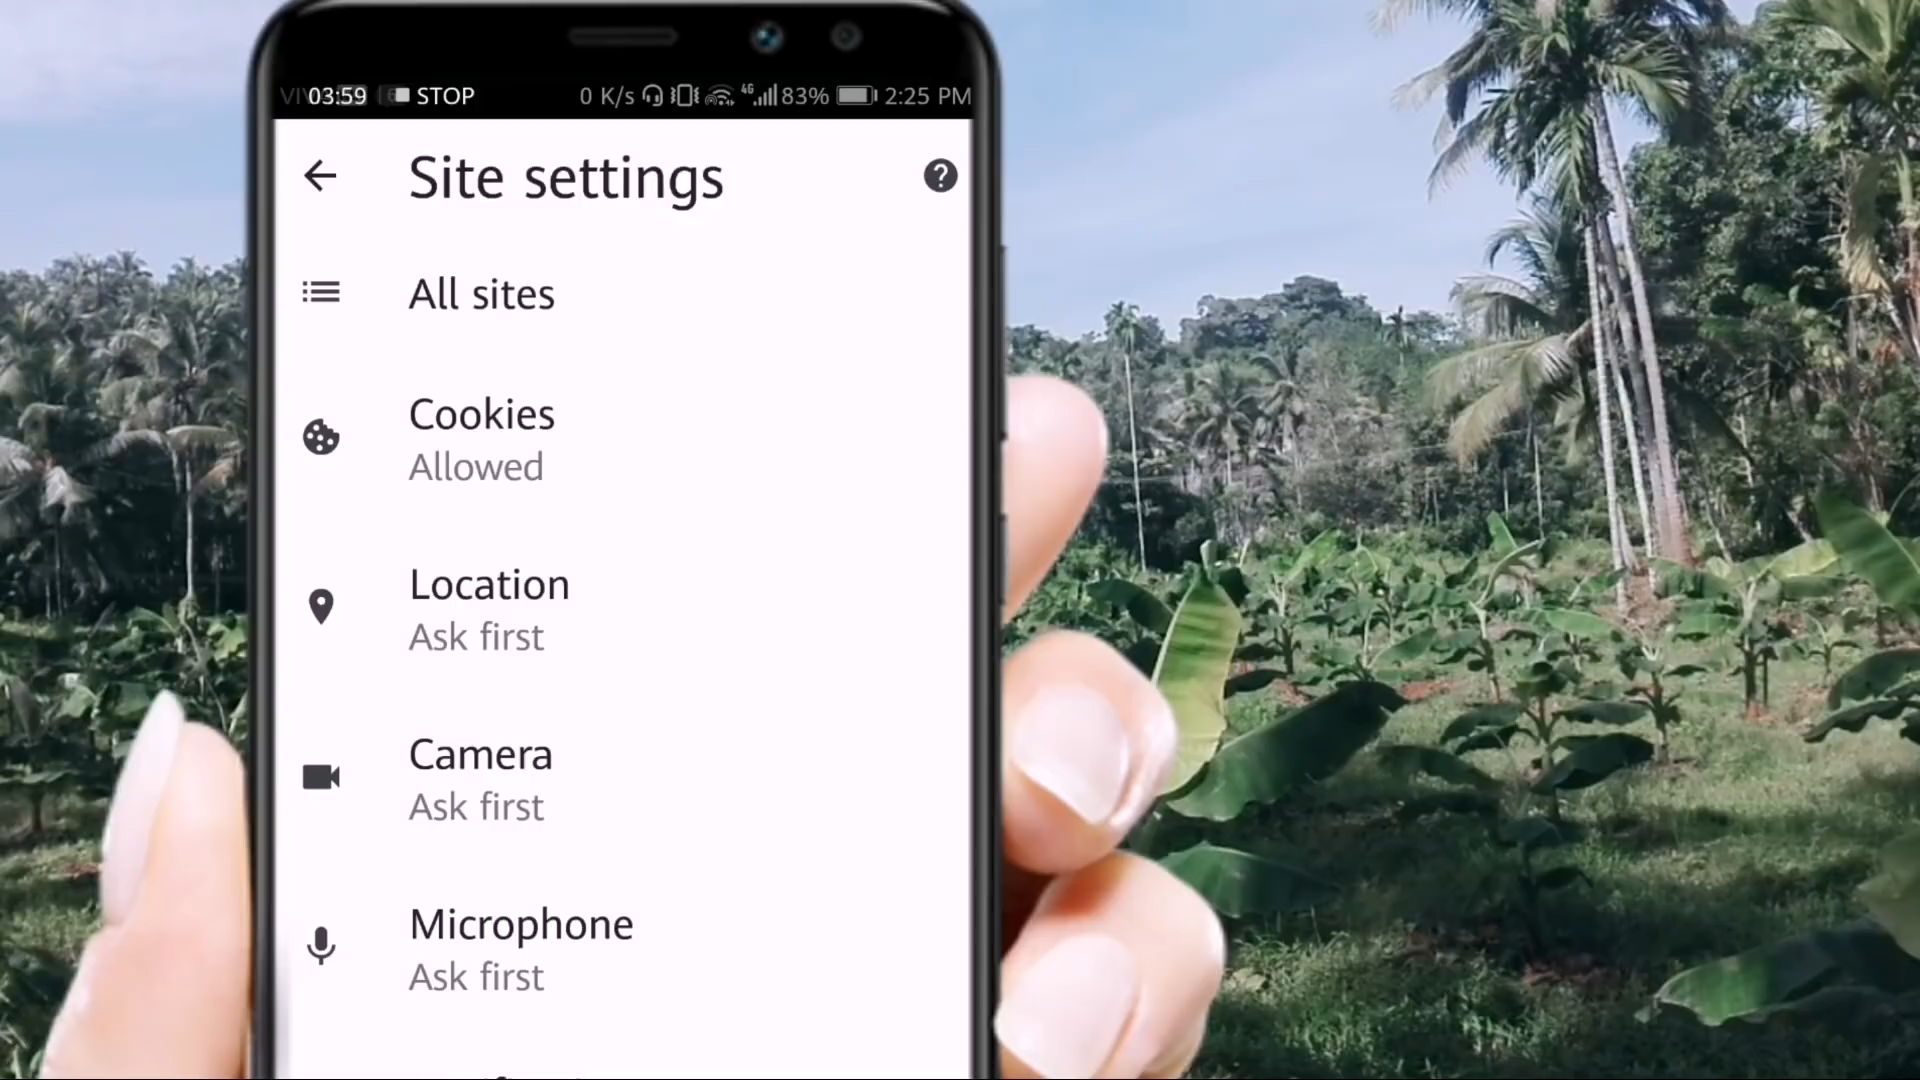 03:59 STOP 0 K/s 4G 83% 2:25 PM
Site settings
All sites
Cookies
Allowed
Location
Ask first
Camera
Ask first
Microphone
Ask first